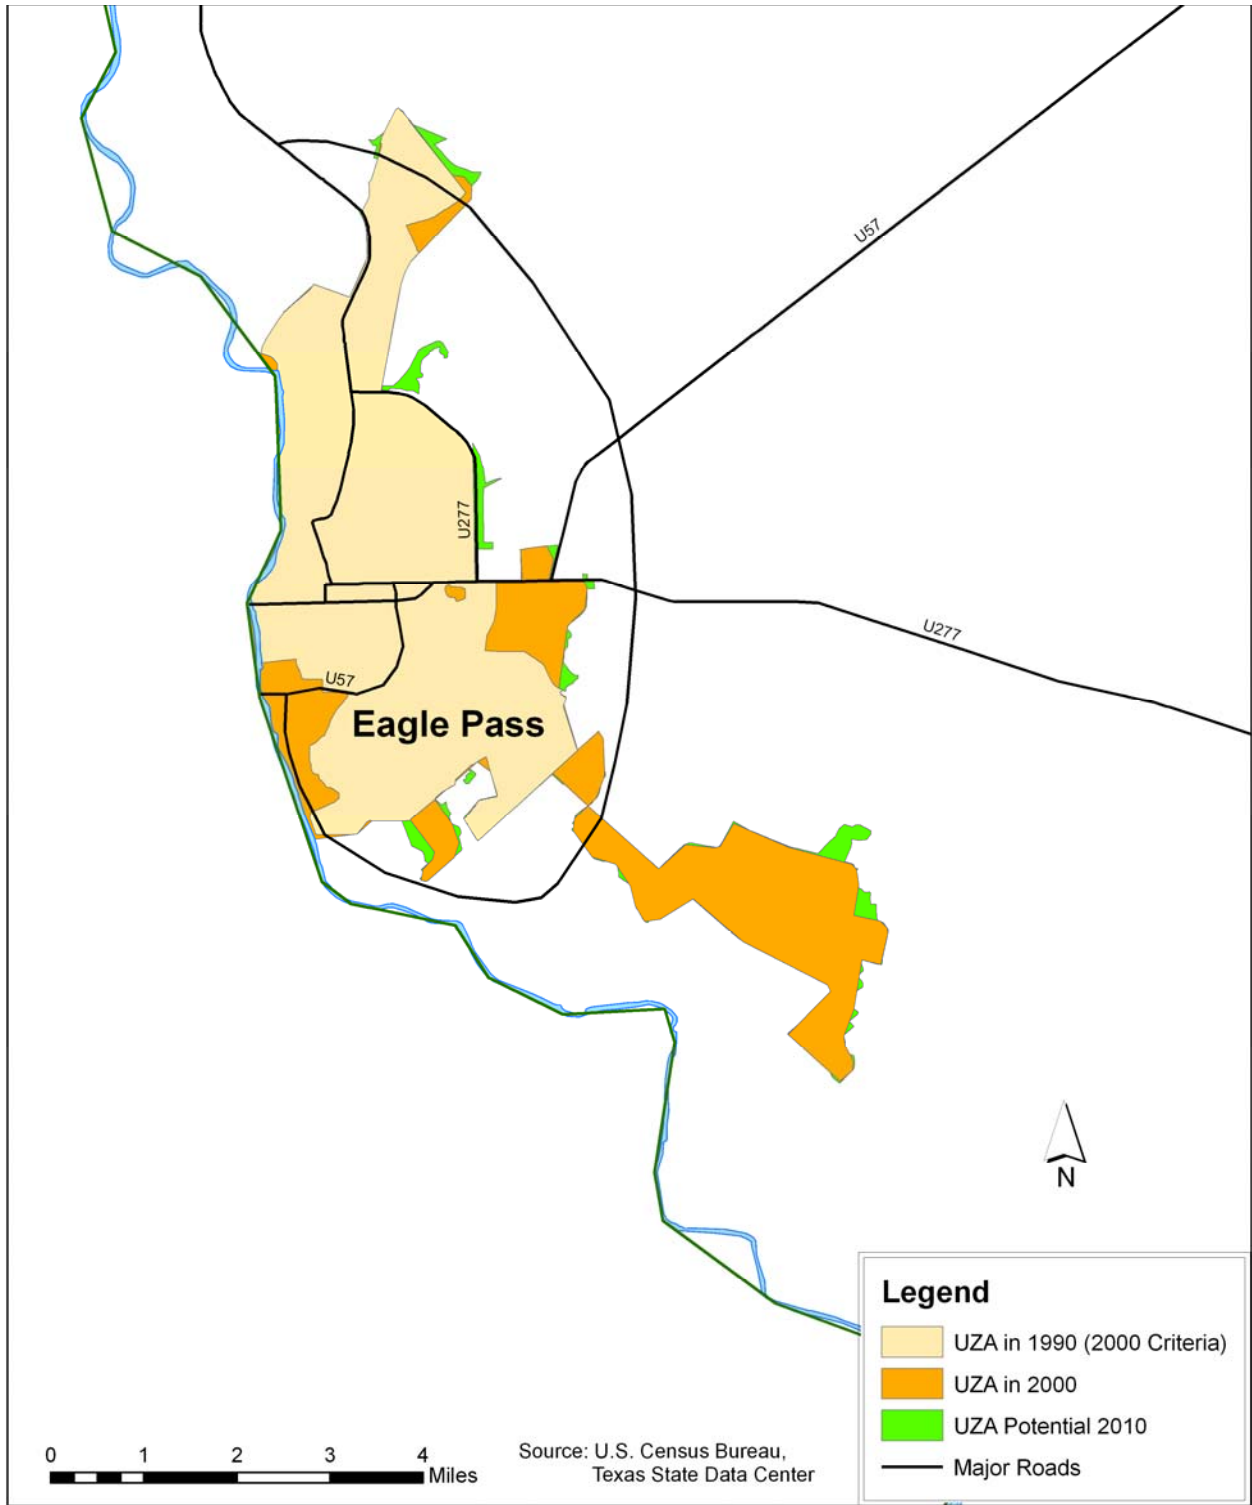 U57
U277
U277
U57
Eagle Pass
N
Legend
UZA in 1990 (2000 Criteria)
UZA in 2000
UZA Potential 2010
Major Roads
0 1 2 3 4
Miles
Source: U.S. Census Bureau,
Texas State Data Center